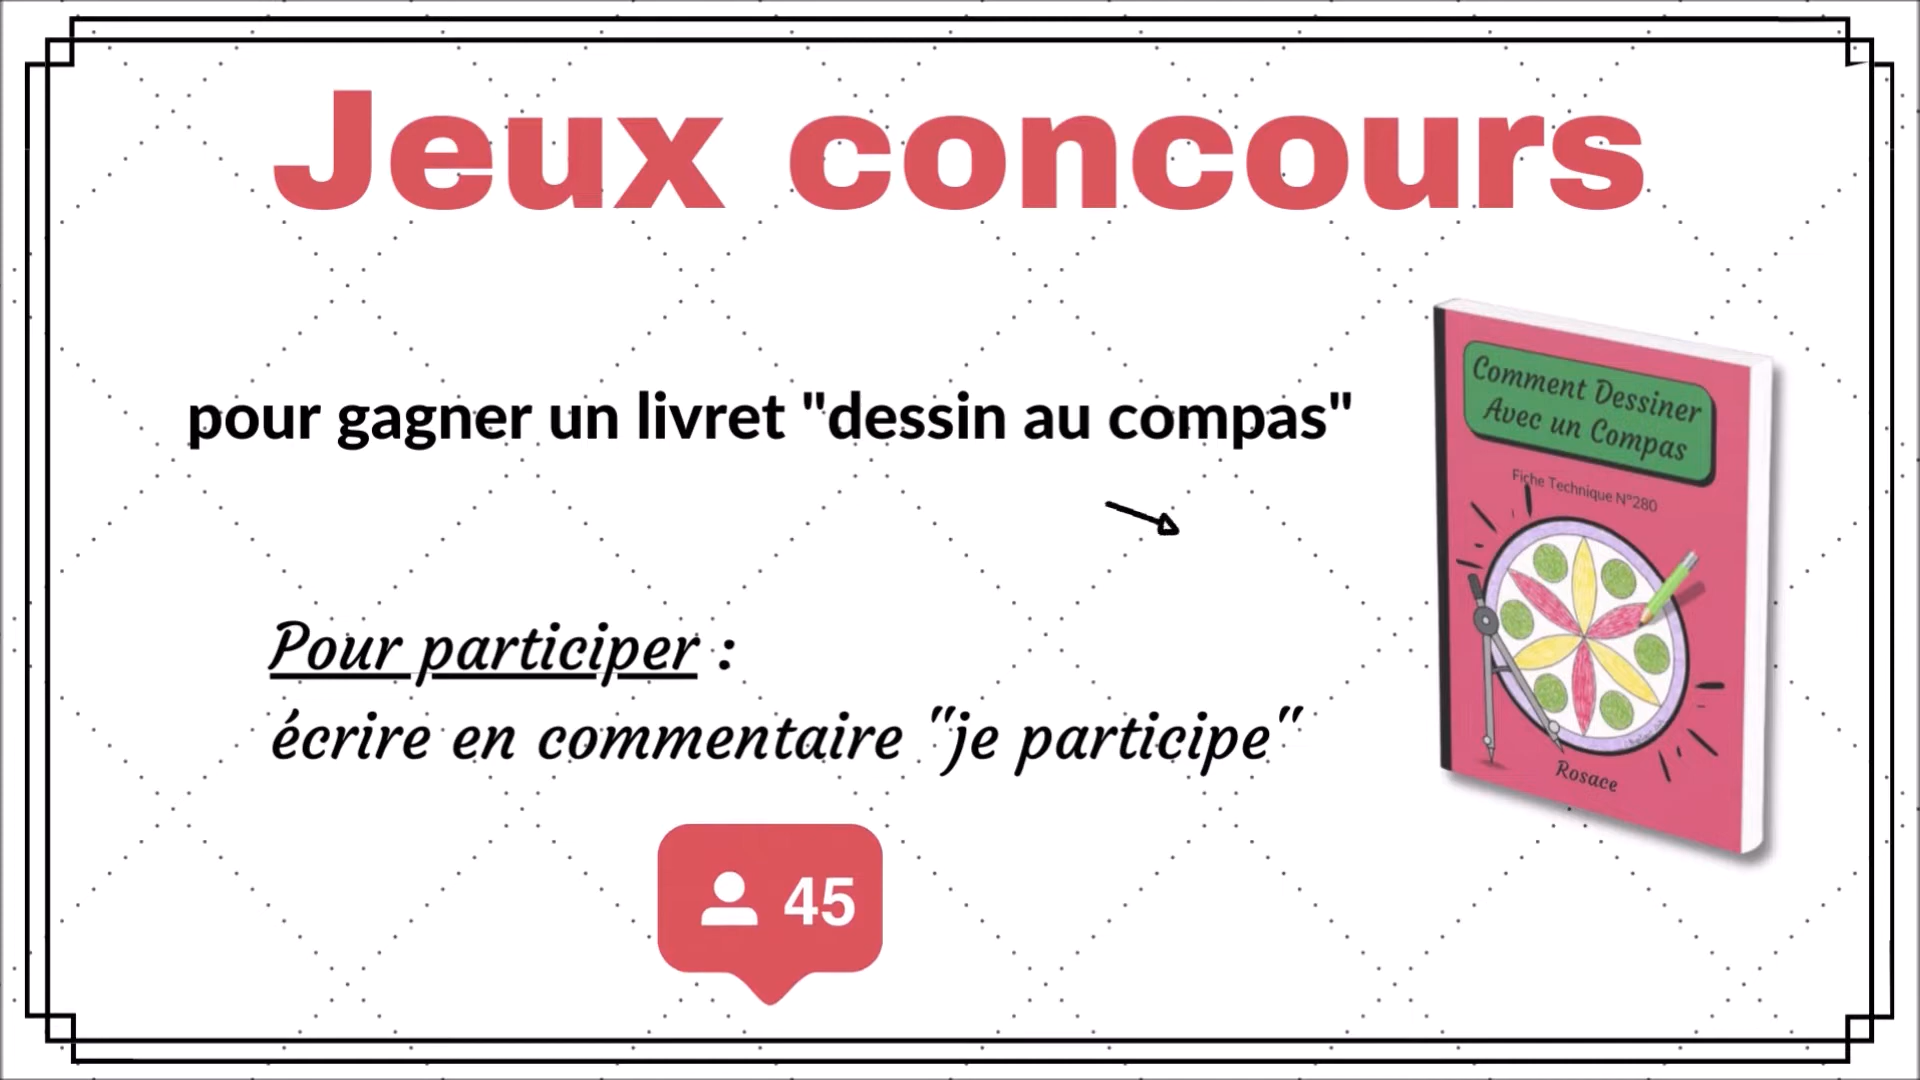 Jeux concours
pour gagner un livret "dessin au compas"
Comment Dessiner
Avec un Compas
Fiche Technique N°280
Rosace
Pour participer :
écrire en commentaire "je participe"
45